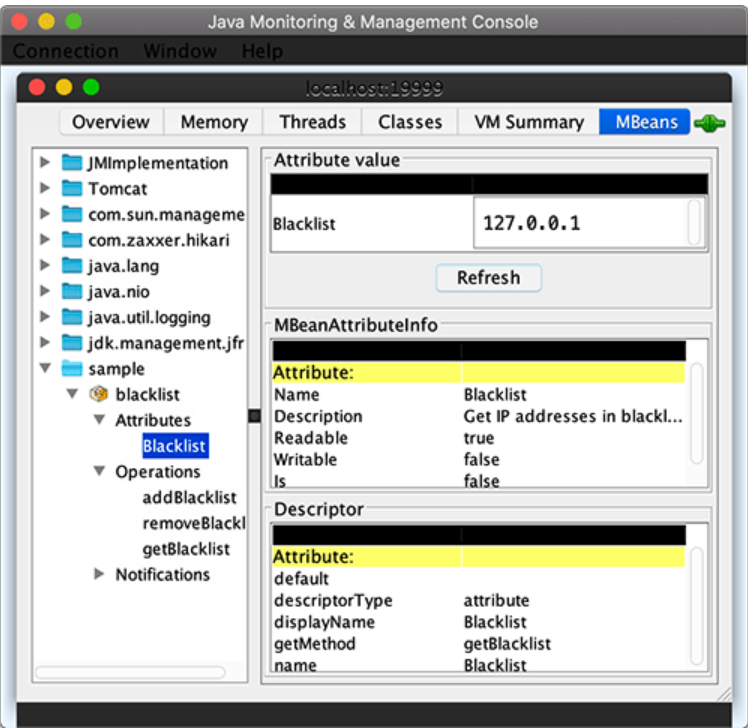 Java Monitoring & Management Console
Connection Window Help
localhost:19999
Overview Memory Threads Classes VM Summary MBeans
JMImplementation
Tomcat
com.sun.manageme
com.zaxxer.hikari
java.lang
java.nio
java.util.logging
jdk.management.jfr
sample
blacklist
Attributes
Blacklist
Operations
addBlacklist
removeBlackl
getBlacklist
Notifications
Attribute value
Blacklist 127.0.0.1
Refresh
MBeanAttributeInfo
Attribute:
Name Blacklist
Description Get IP addresses in blackl...
Readable true
Writable false
Is false
Descriptor
Attribute:
default
descriptorType attribute
displayName Blacklist
getMethod getBlacklist
name Blacklist